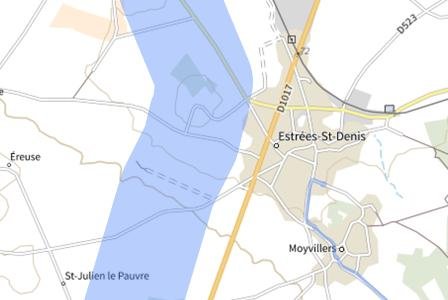 D523
72
D1017
Estrées-St-Denis
Éreuse
Moyvillers
St-Julien le Pauvre